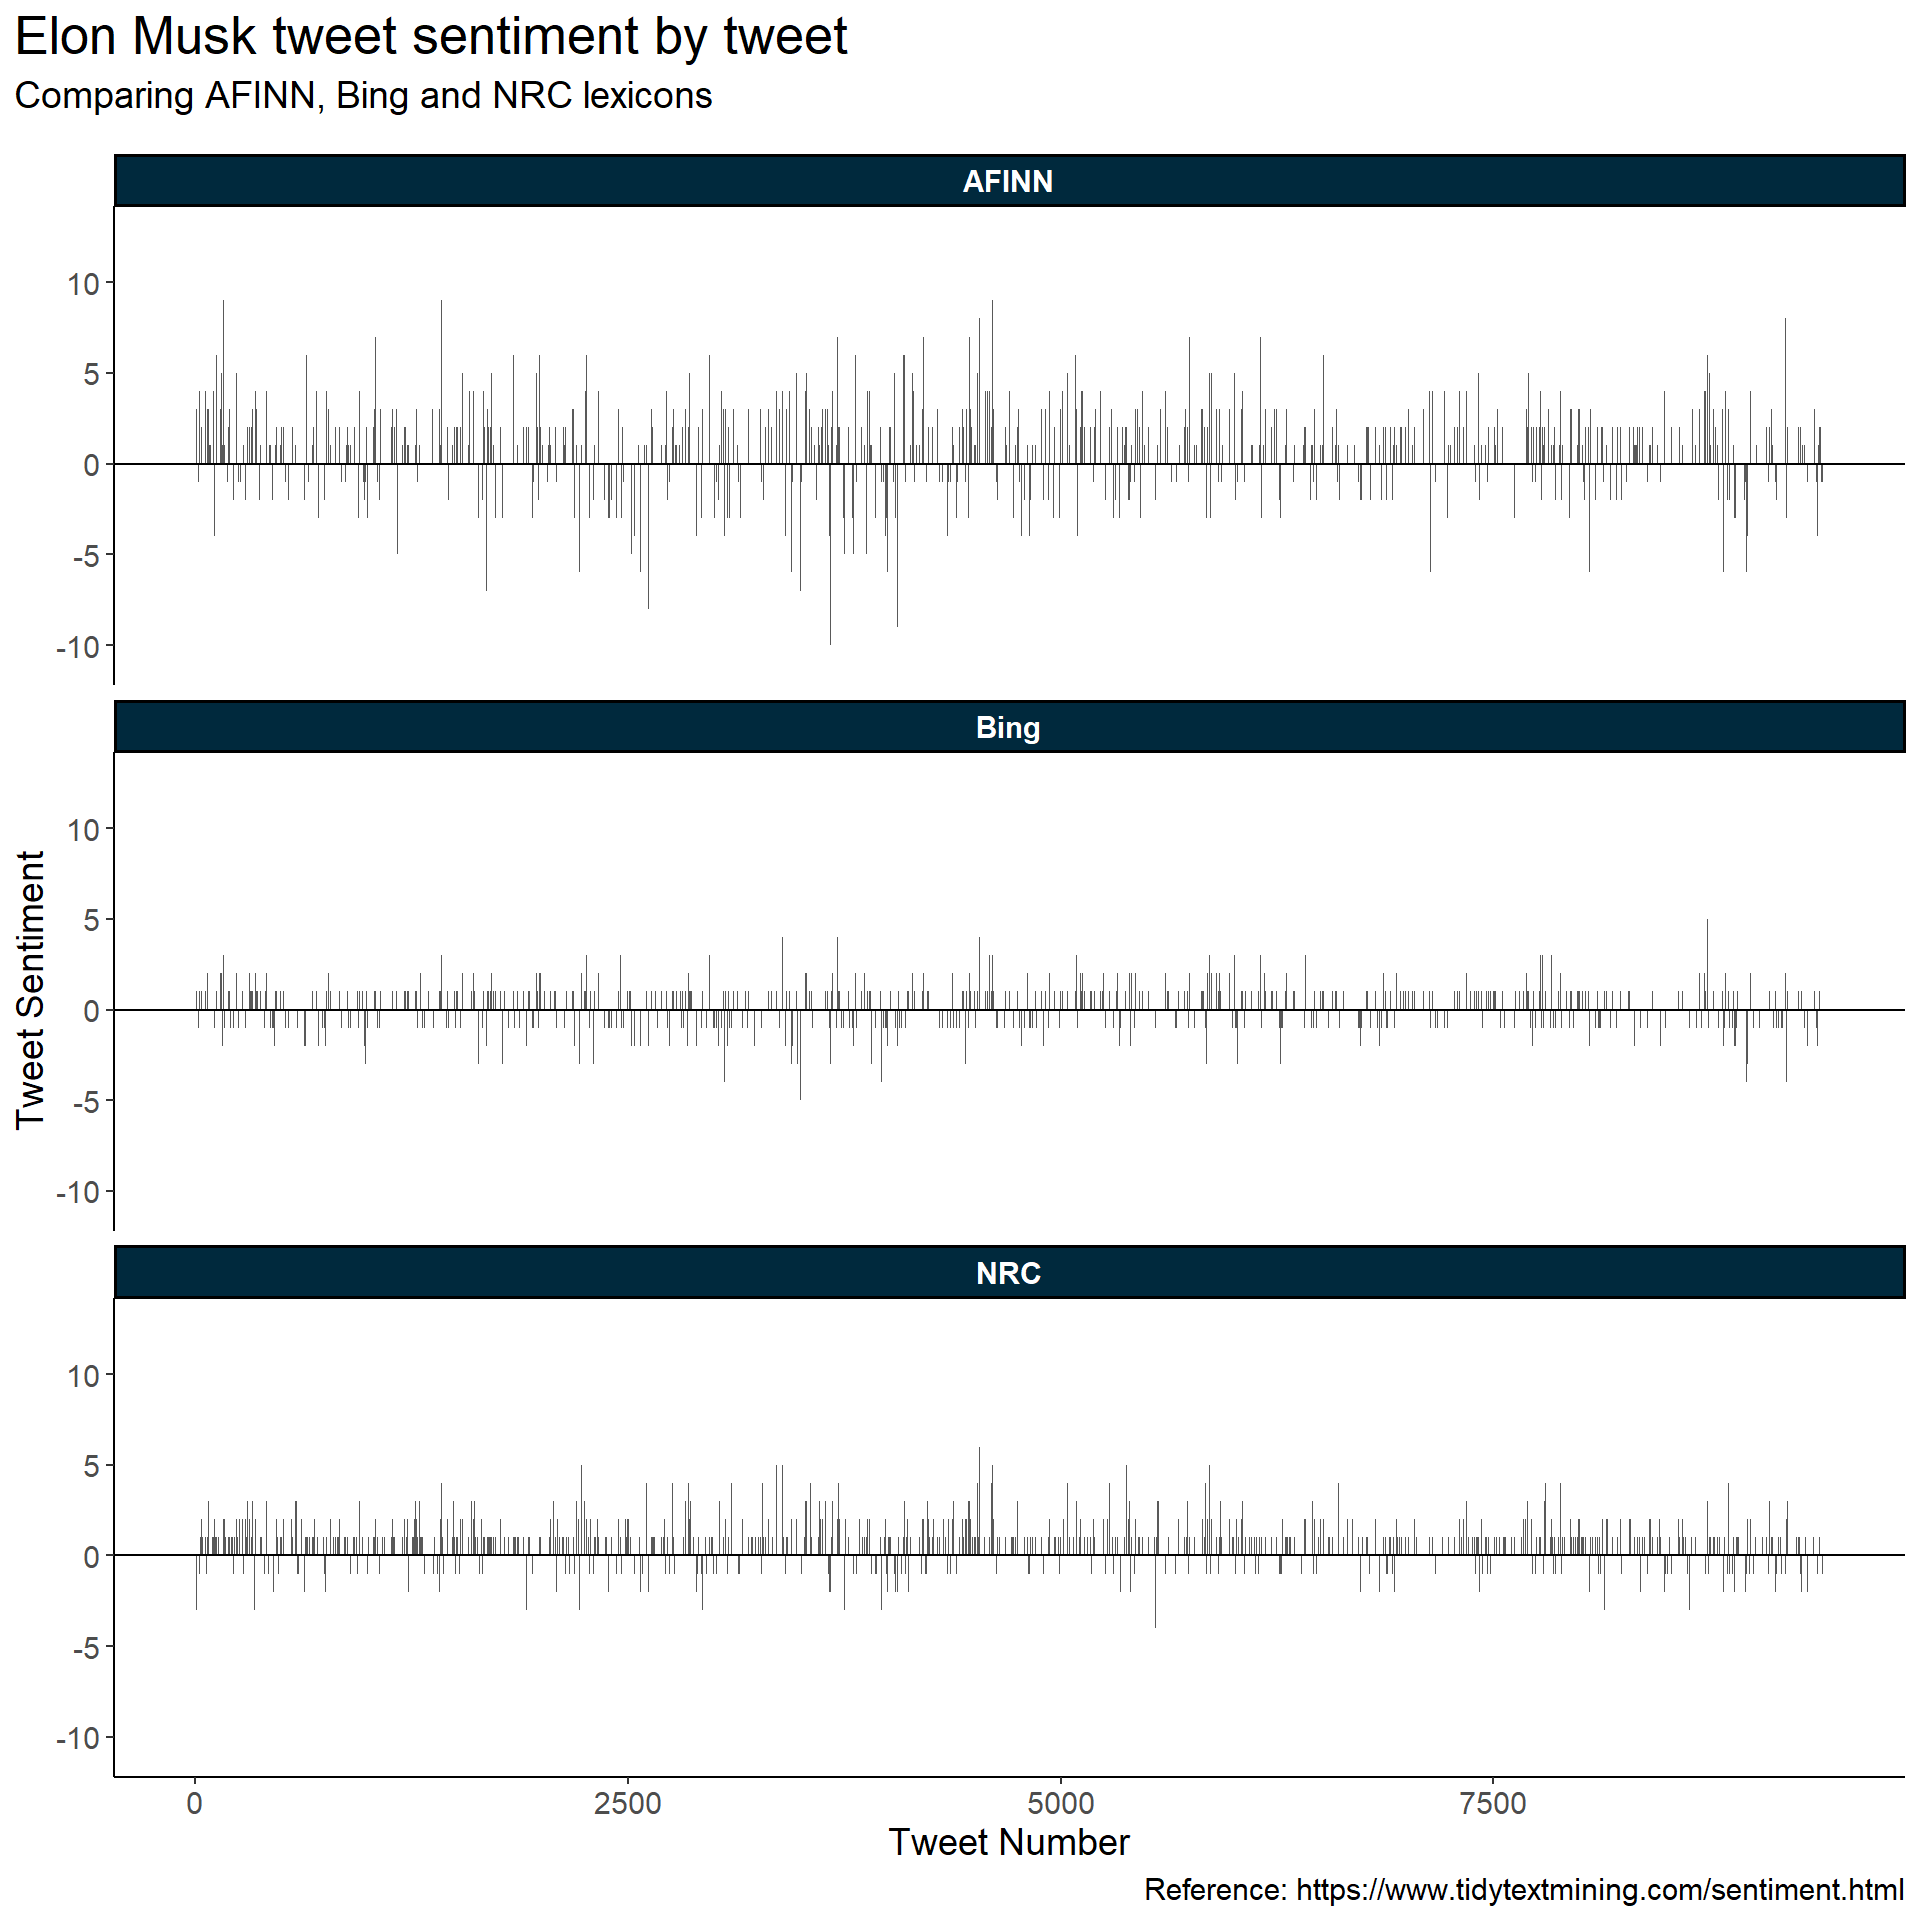 Elon Musk tweet sentiment by tweet
Comparing AFINN, Bing and NRC lexicons
AFINN
10
5
0
-5
-10
Bing
10
5
0
-5
-10
Tweet Sentiment
NRC
10
5
0
-5
-10
0 2500 5000 7500
Tweet Number
Reference: https://www.tidytextmining.com/sentiment.html